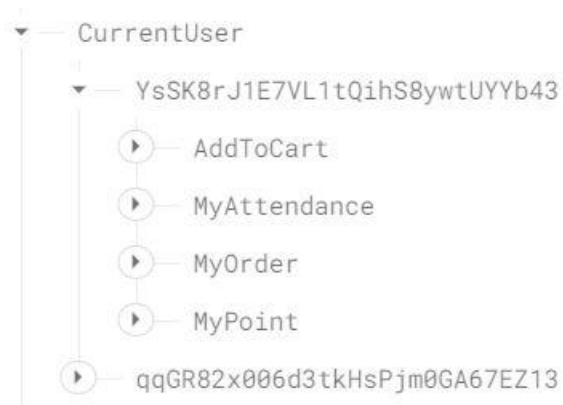 CurrentUser
YsSK8rJ1E7VL1tQihS8ywtUYYb43
AddToCart
MyAttendance
MyOrder
MyPoint
qqGR82x006d3tkHsPjm0GA67EZ13